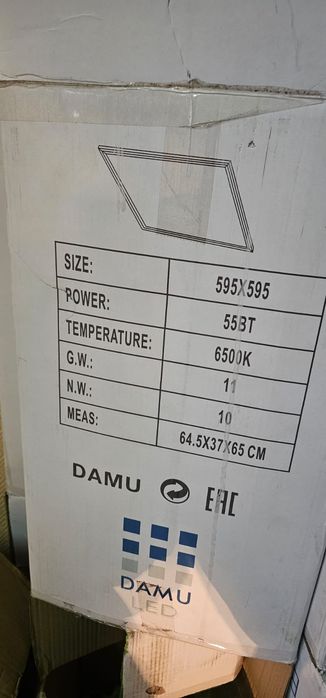 SIZE: 595X595
POWER: 55BT
TEMPERATURE: 6500K
G.W.: 11
N.W.: 10
MEAS: 64.5X37X65 CM
DAMU EAC
DAMU
LED